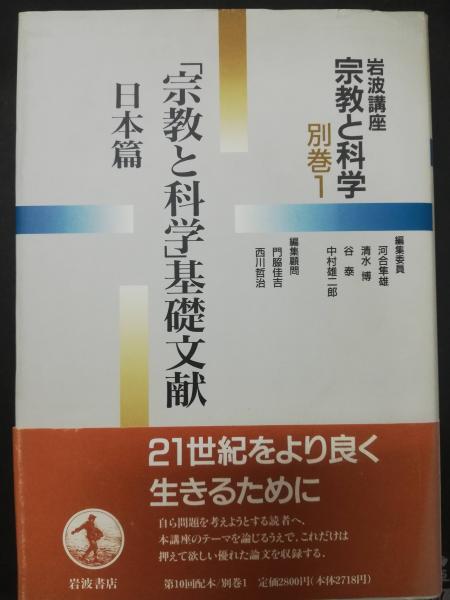 岩波講座
宗教と科学
別巻1
編集委員
河合隼雄
清水 博
谷 泰
中村雄二郎
編集顧問
門脇佳吉
西川哲治
「宗教と科学」基礎文献
日本篇
21世紀をより良く
生きるために
自ら問題を考えようとする読者へ、
本講座のテーマを論じるうえで、これだけは
押えて欲しい優れた論文を収録する.
岩波書店
第10回配本/別巻1 定価2800円(本体2718円)